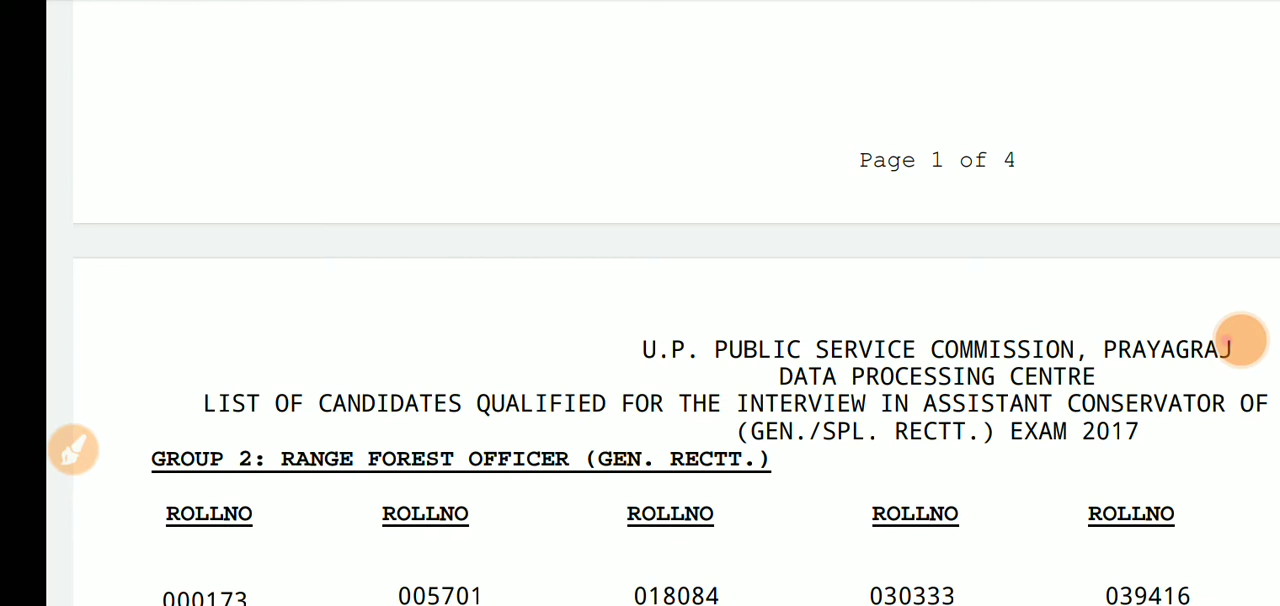 Page 1 of 4
U.P. PUBLIC SERVICE COMMISSION, PRAYAGRAJ
DATA PROCESSING CENTRE
LIST OF CANDIDATES QUALIFIED FOR THE INTERVIEW IN ASSISTANT CONSERVATOR OF
(GEN./SPL. RECTT.) EXAM 2017
GROUP 2: RANGE FOREST OFFICER (GEN. RECTT.)
ROLLNO ROLLNO ROLLNO ROLLNO ROLLNO
000173 005701 018084 030333 039416